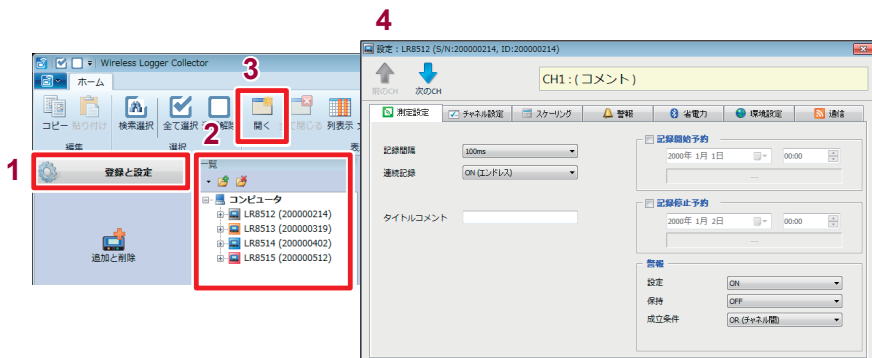 4
Wireless Logger Collector
3
ホーム
コピー 貼り付け 検索選択 全て選択 開く 閉じる 列表示
編集 選択 表
2
1
登録と設定
追加と削除
一覧
コンピュータ
LR8512 (200000214)
LR8513 (200000319)
LR8514 (200000402)
LR8515 (200000512)
設定 : LR8512 (S/N:200000214, ID:200000214)
前のCH 次のCH
CH1 : ( コメント )
測定設定 チャネル設定 スケーリング 警報 省電力 環境設定 通信
記録間隔 100ms
連続記録 ON (エンドレス)
タイトルコメント
記録開始予約
2000年 1月 1日 00:00
---
記録停止予約
2000年 1月 2日 00:00
---
警報
設定 ON
保持 OFF
成立条件 OR (チャネル間)